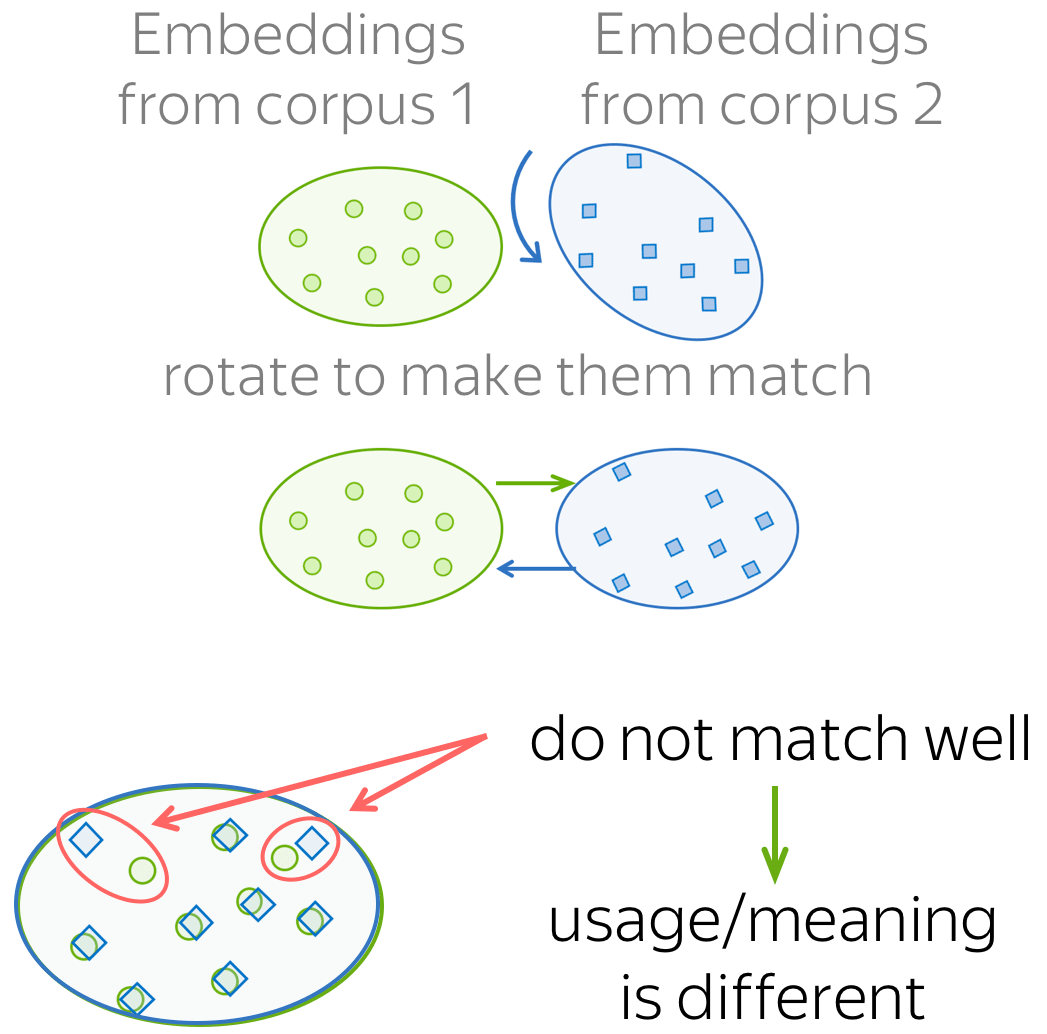 Embeddings
from corpus 1
Embeddings
from corpus 2
rotate to make them match
do not match well
usage/meaning
is different